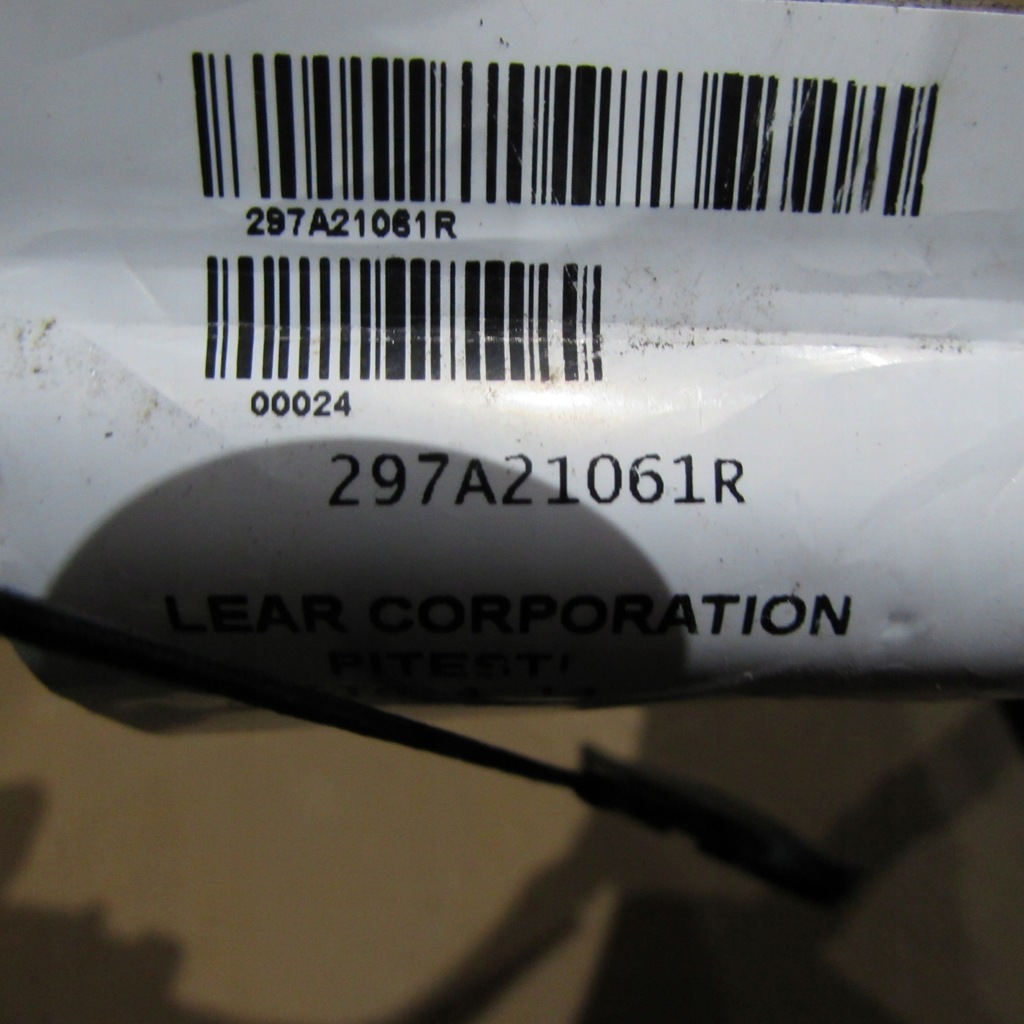 297A21061R
00024
297A21061R
LEAR CORPORATION
PITESTI